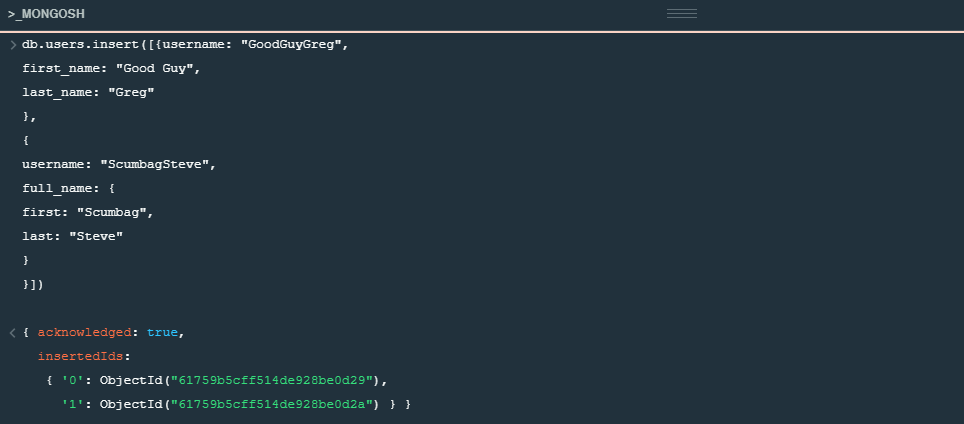 >_MONGOSH
> db.users.insert([{username: "GoodGuyGreg",
first_name: "Good Guy",
last_name: "Greg"
},
{
username: "ScumbagSteve",
full_name: {
first: "Scumbag",
last: "Steve"
}
}])
< { acknowledged: true,
insertedIds:
{ '0': ObjectId("61759b5cff514de928be0d29"),
'1': ObjectId("61759b5cff514de928be0d2a") } }